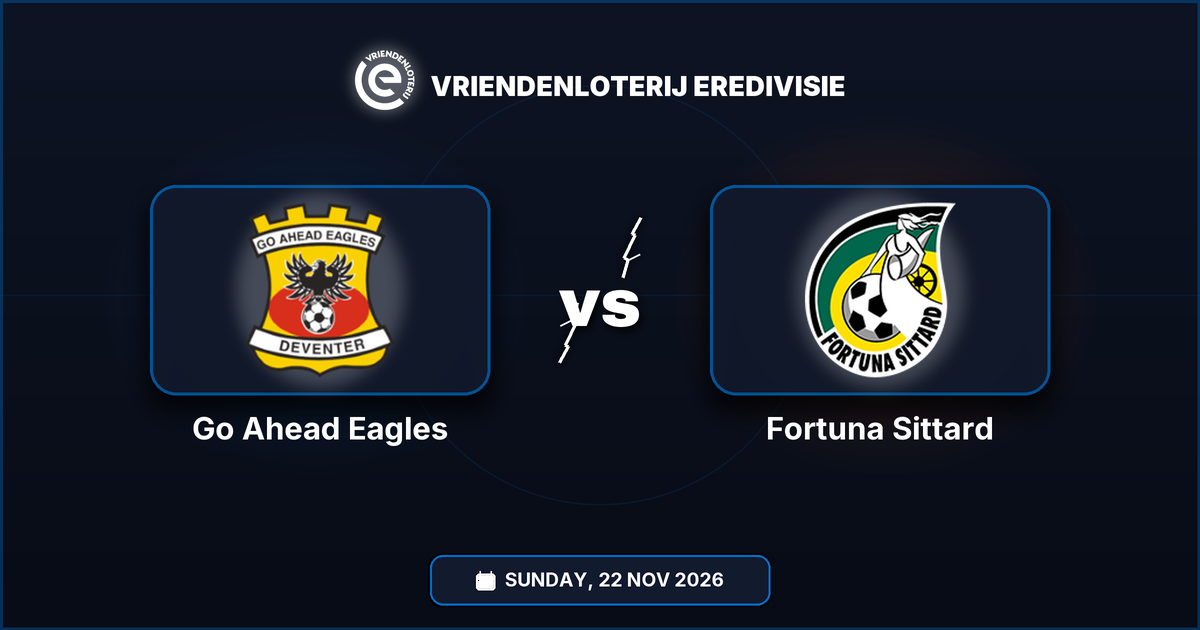 VRIENDENLOTERIJ
VRIENDENLOTERIJ EREDIVISIE
GO AHEAD EAGLES
DEVENTER
vs
FORTUNA SITTARD
Go Ahead Eagles
Fortuna Sittard
SUNDAY, 22 NOV 2026